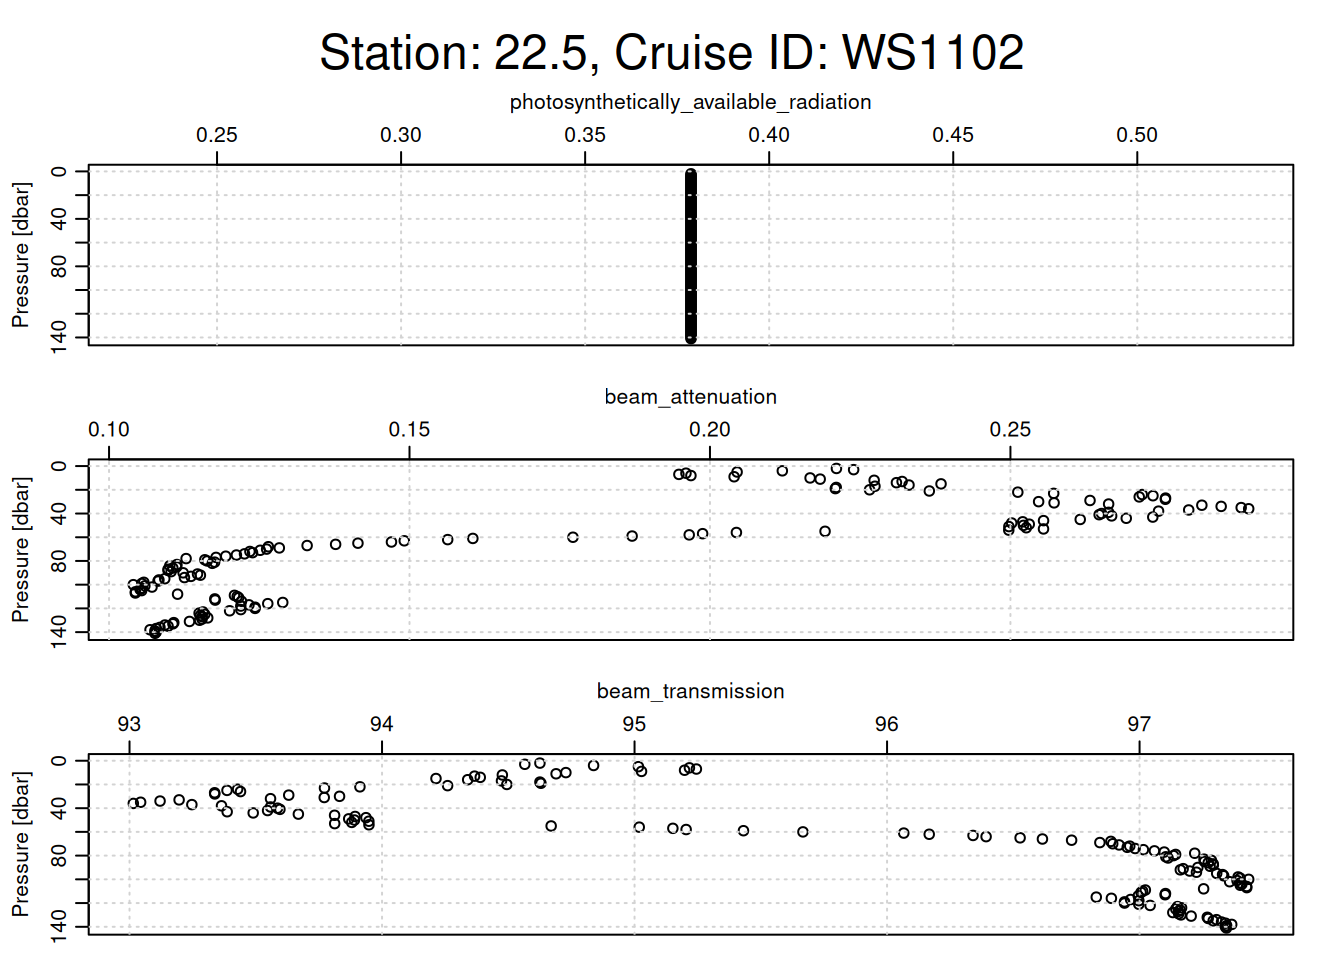 Station: 22.5, Cruise ID: WS1102
photosynthetically_available_radiation
0.25 0.30 0.35 0.40 0.45 0.50
Pressure [dbar]
0 40 80 140
beam_attenuation
0.10 0.15 0.20 0.25
Pressure [dbar]
0 40 80 140
beam_transmission
93 94 95 96 97
Pressure [dbar]
0 40 80 140